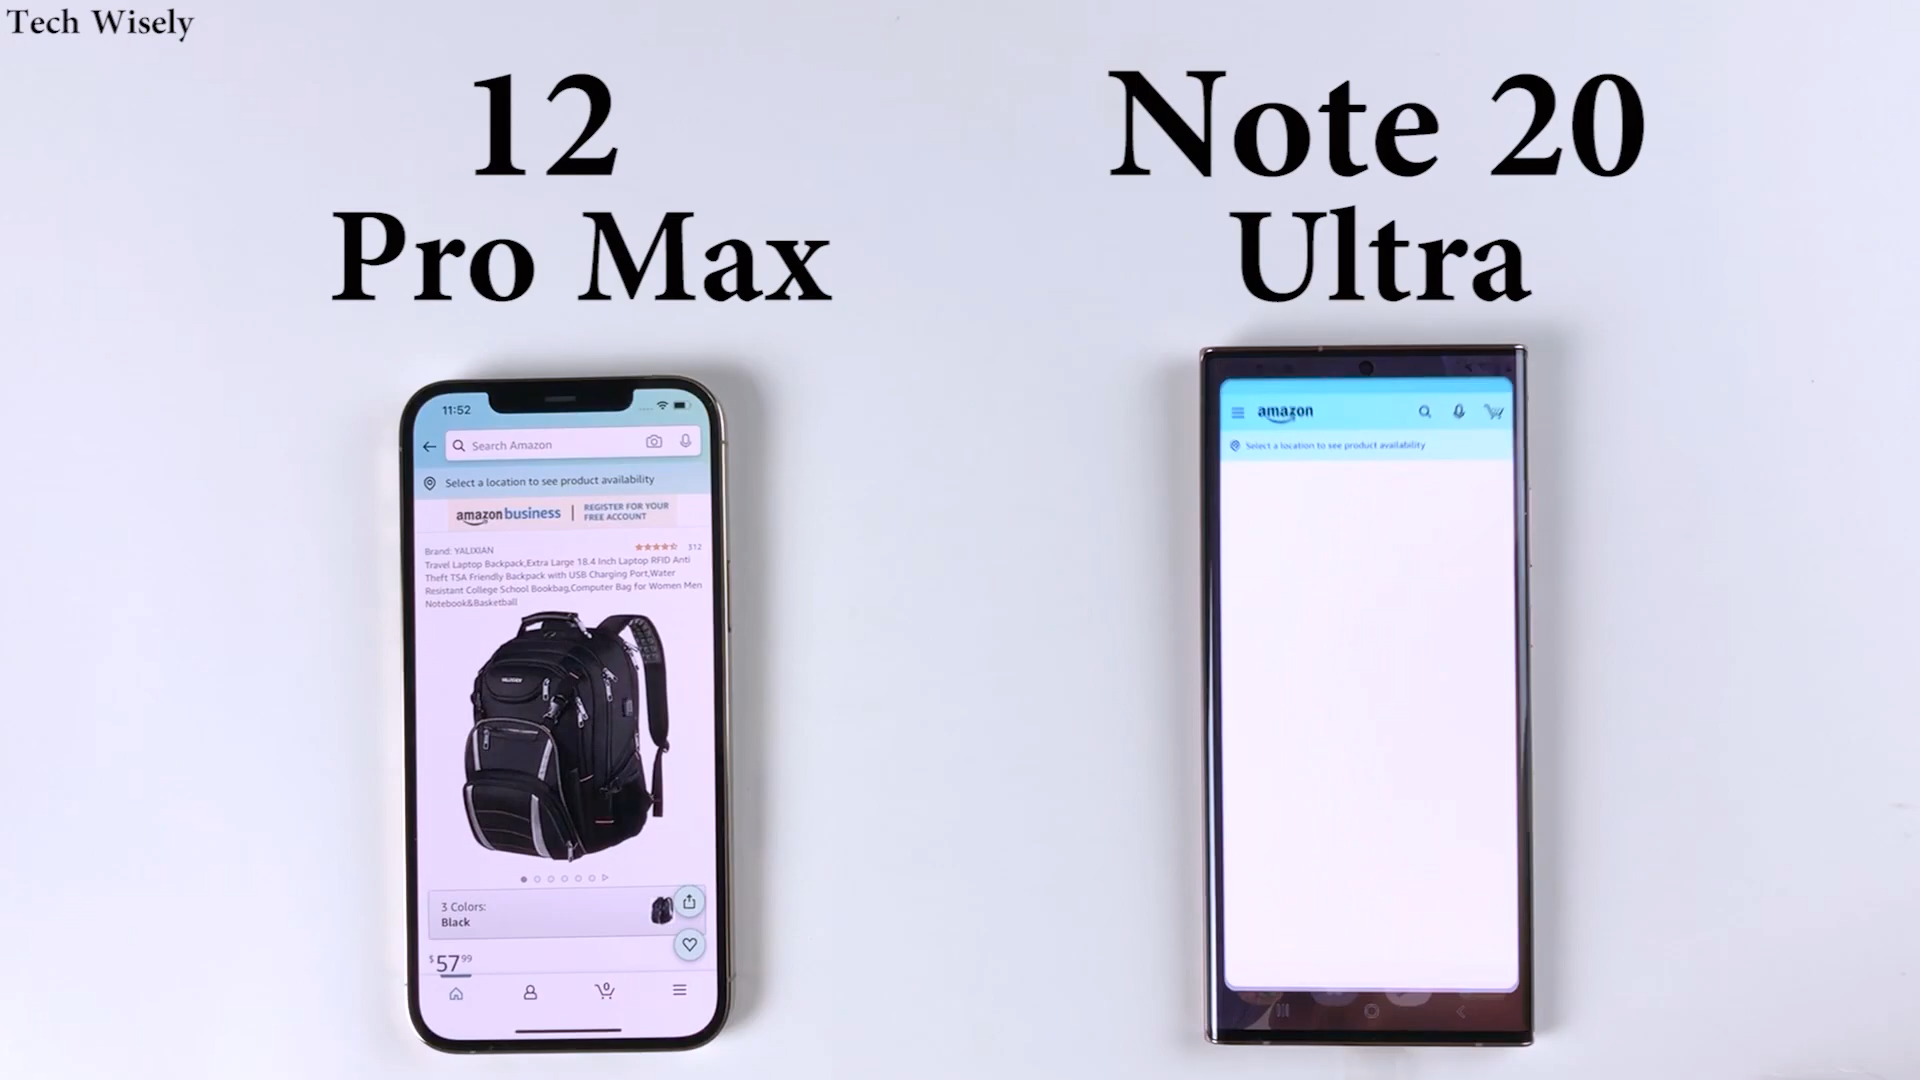 Tech Wisely
12
Pro Max
Note 20
Ultra
11:52
Search Amazon
Select a location to see product availability
amazon business | REGISTER FOR YOUR
FREE ACCOUNT
Brand: YALIXIAN
312
Travel Laptop Backpack,Extra Large 18.4 Inch Laptop RFID Anti
Theft TSA Friendly Backpack with USB Charging Port,Water
Resistant College School Bookbag,Computer Bag for Women Men
Notebook&Basketball
3 Colors:
Black
$57.99
0
amazon
Select a location to see product availability